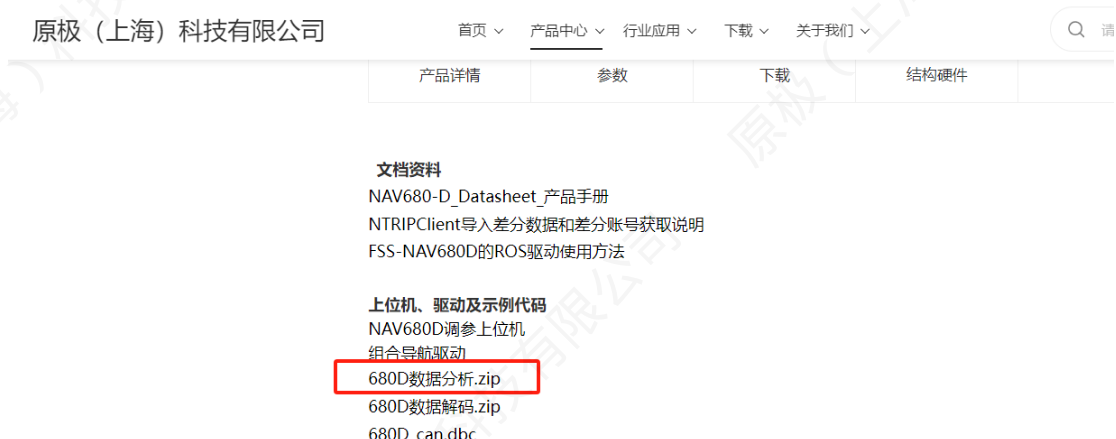 原极（上海）科技有限公司
首页 产品中心 行业应用 下载 关于我们
产品详情 参数 下载 结构硬件
文档资料
NAV680-D_Datasheet_产品手册
NTRIPClient导入差分数据和差分账号获取说明
FSS-NAV680D的ROS驱动使用方法
上位机、驱动及示例代码
NAV680D调参上位机
组合导航驱动
680D数据分析.zip
680D数据解码.zip
680D_can.dbc